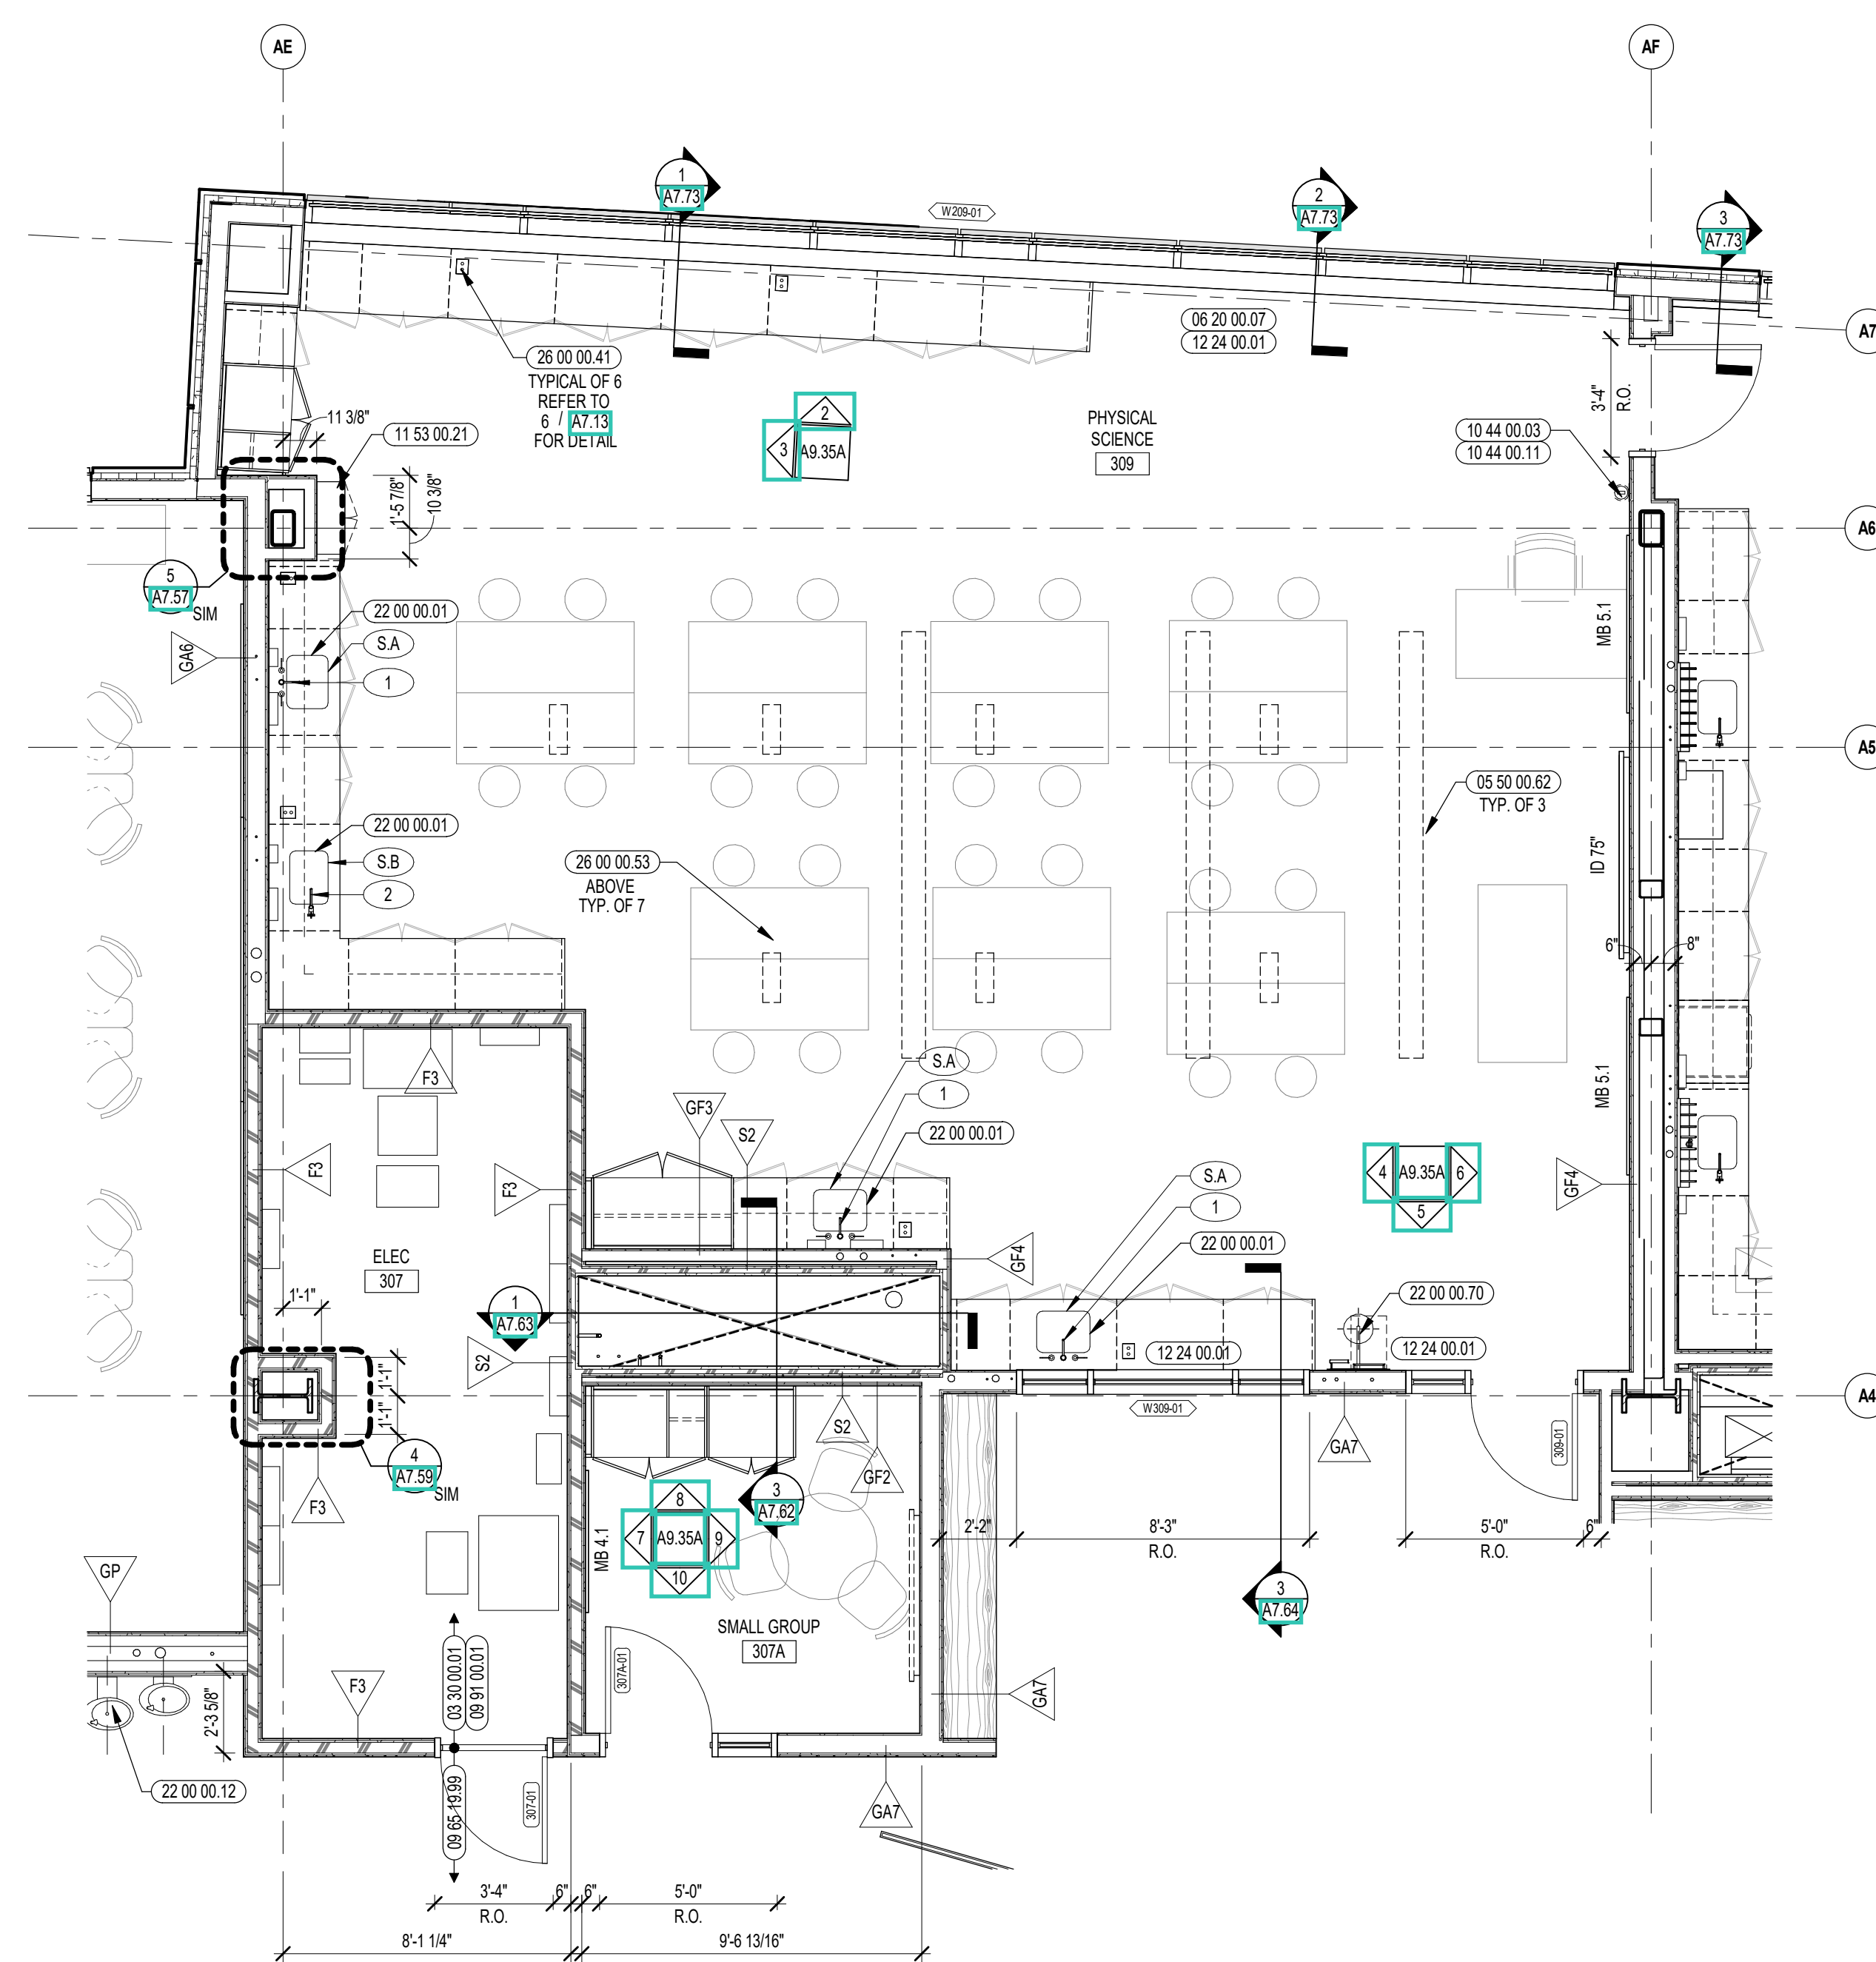 AE
AF
1
A7.73
2
A7.73
3
A7.73
W209-01
A7
06 20 00.07
12 24 00.01
26 00 00.41
TYPICAL OF 6
REFER TO
6 / A7.13
FOR DETAIL
11 3/8"
11 53 00.21
2
3
A9.35A
PHYSICAL
SCIENCE
309
3'-4"
R.O.
10 44 00.03
10 44 00.11
1'-5 7/8"
10 3/8"
A6
5
A7.57
SIM
GA6
22 00 00.01
S.A
1
MB 5.1
A5
05 50 00.62
TYP. OF 3
22 00 00.01
S.B
2
26 00 00.53
ABOVE
TYP. OF 7
ID 75"
6"
8"
F3
S.A
1
22 00 00.01
GF3
S2
MB 5.1
F3
F3
4
A9.35A
6
5
S.A
1
22 00 00.01
GF4
GF4
ELEC
307
1'-1"
1
A7.63
S2
22 00 00.70
12 24 00.01
12 24 00.01
1'-1"
1'-1"
A4
W309-01
S2
GF2
GA7
309-01
4
A7.59
SIM
F3
8
7
A9.35A
9
10
3
A7.62
MB 4.1
2'-2"
8'-3"
R.O.
5'-0"
R.O.
6"
GP
3
A7.64
SMALL GROUP
307A
307A-01
03 30 00.01
09 91 00.01
F3
GA7
2'-3 5/8"
22 00 00.12
09 65 19.99
307-01
GA7
3'-4"
R.O.
6"
6"
5'-0"
R.O.
8'-1 1/4"
9'-6 13/16"